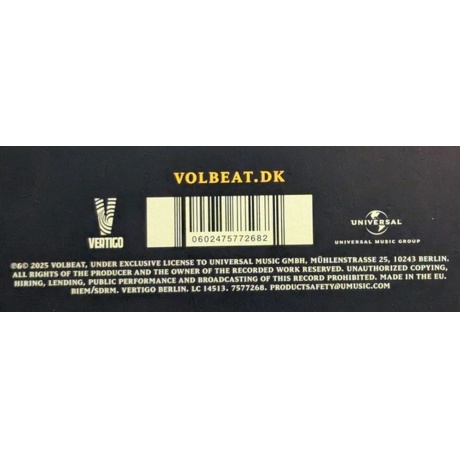 VOLBEAT.DK
VERTIGO
0602475772682
UNIVERSAL
UNIVERSAL MUSIC GROUP
℗© 2025 VOLBEAT, UNDER EXCLUSIVE LICENSE TO UNIVERSAL MUSIC GMBH, MÜHLENSTRASSE 25, 10243 BERLIN.
ALL RIGHTS OF THE PRODUCER AND THE OWNER OF THE RECORDED WORK RESERVED. UNAUTHORIZED COPYING,
HIRING, LENDING, PUBLIC PERFORMANCE AND BROADCASTING OF THIS RECORD PROHIBITED. MADE IN THE EU.
BIEM/SDRM. VERTIGO BERLIN. LC 14513. 7577268. PRODUCTSAFETY@UMUSIC.COM